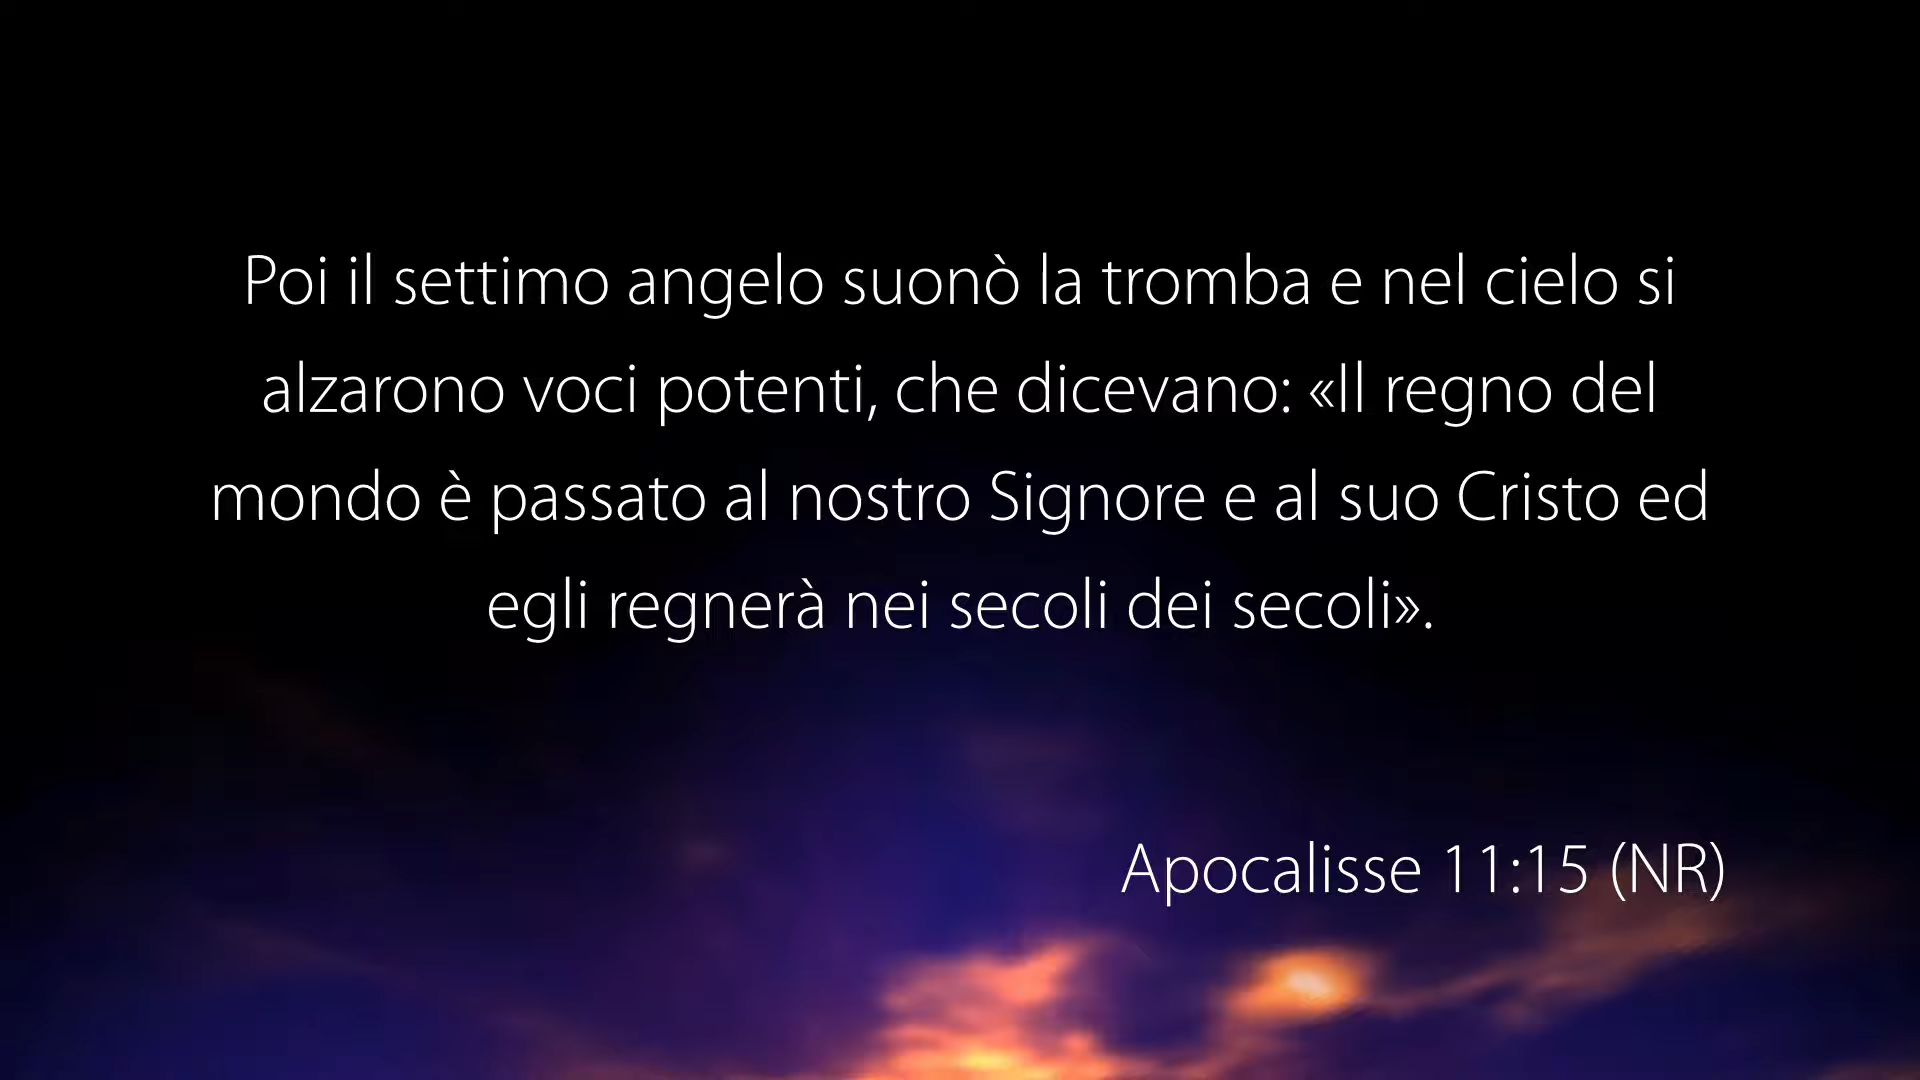 Poi il settimo angelo suonò la tromba e nel cielo si
alzarono voci potenti, che dicevano: «Il regno del
mondo è passato al nostro Signore e al suo Cristo ed
egli regnerà nei secoli dei secoli».
Apocalisse 11:15 (NR)